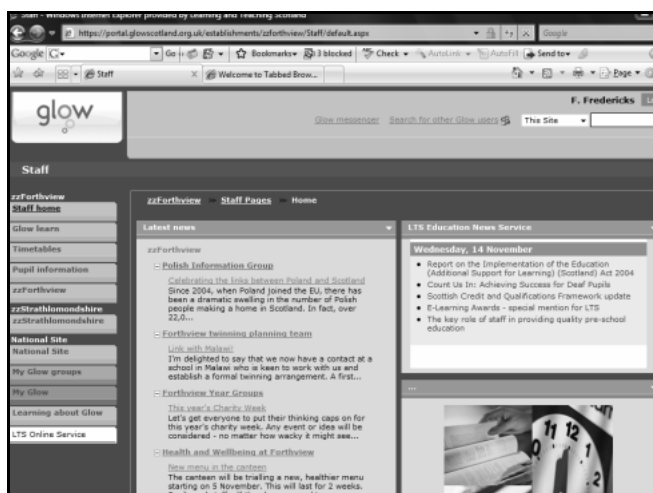 Staff - Windows Internet Explorer provided by Learning and Teaching Scotland
https://portal.glowscotland.org.uk/establishments/zzforthview/Staff/default.aspx
Google
Google
Go
Bookmarks
3 blocked
Check
AutoLink
AutoFill
Send to
Staff
Welcome to Tabbed Brow...
Page
glow
F. Fredericks
Glow messenger
Search for other Glow users
This Site
Staff
zzForthview
Staff home
Glow learn
Timetables
Pupil information
zzForthview
zzStrathlomondshire
zzStrathlomondshire
National Site
National Site
My Glow groups
My Glow
Learning about Glow
LTS Online Service
zzForthview
Staff Pages
Home
Latest news
zzForthview
Polish Information Group
Celebrating the links between Poland and Scotland
Since 2004, when Poland joined the EU, there has
been a dramatic swelling in the number of Polish
people making a home in Scotland. In fact, over
22,0...
Forthview twinning planning team
Link with Malawi!
I'm delighted to say that we now have a contact at a
school in Malawi who is keen to work with us and
establish a formal twinning arrangement. A first...
Forthview Year Groups
This year's Charity Week
Let's get everyone to put their thinking caps on for
this year's charity week. Any event or idea will be
considered - no matter how wacky it might see...
Health and Wellbeing at Forthview
New menu in the canteen
The canteen will be trialing a new, healthier menu
starting on 5 November. This will last for 2 weeks.
LTS Education News Service
Wednesday, 14 November
Report on the Implementation of the Education
(Additional Support for Learning) (Scotland) Act 2004
Count Us In: Achieving Success for Deaf Pupils
Scottish Credit and Qualifications Framework update
E-Learning Awards - special mention for LTS
The key role of staff in providing quality pre-school
education
...
11 12
1
2